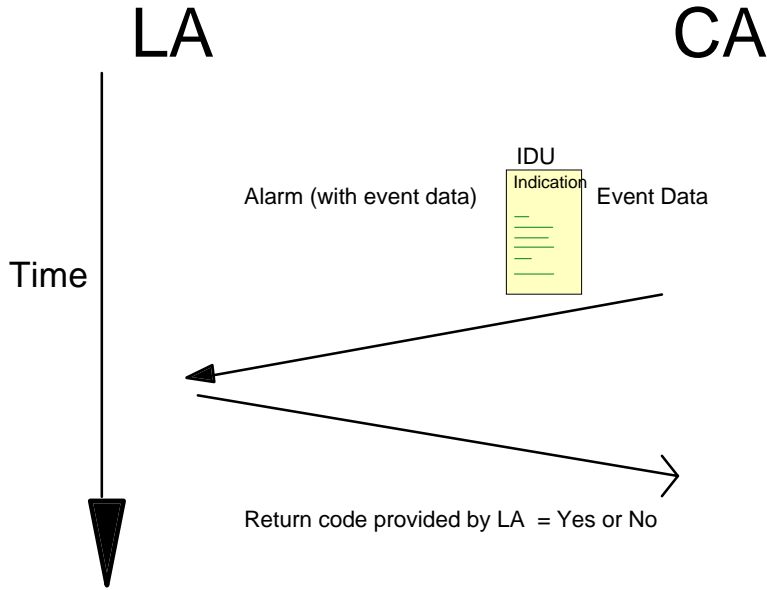 LA
CA
IDU
Indication
Alarm (with event data)
Event Data
Time
Return code provided by LA = Yes or No